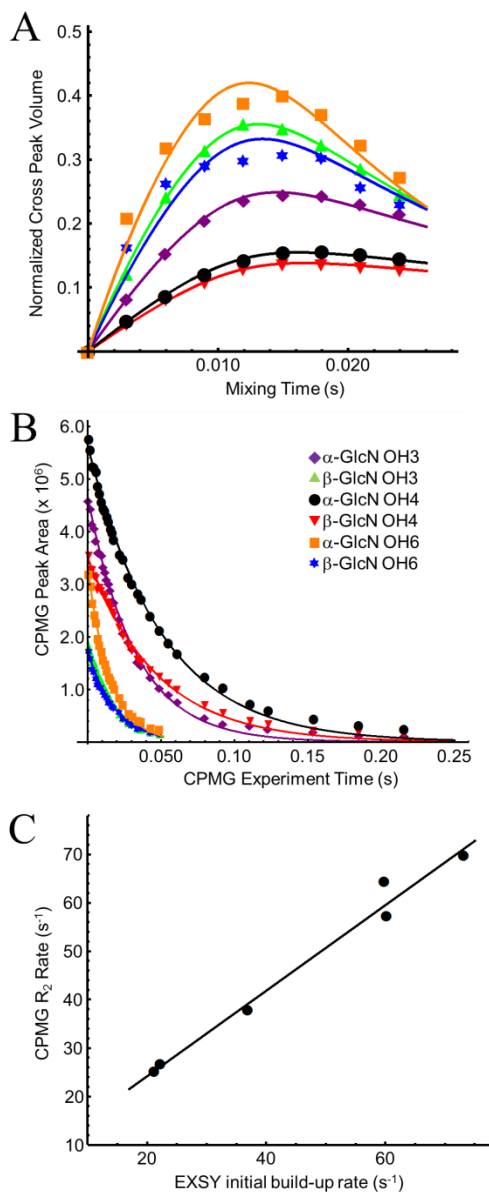 A
0.5
0.4
0.3
0.2
0.1
Normalized Cross Peak Volume
0.010
0.020
Mixing Time (s)
B
6.0
5.0
4.0
3.0
2.0
1.0
CPMG Peak Area (x 10⁶)
α-GlcN OH3
β-GlcN OH3
α-GlcN OH4
β-GlcN OH4
α-GlcN OH6
β-GlcN OH6
0.050
0.10
0.15
0.20
0.25
CPMG Experiment Time (s)
C
70
60
50
40
30
20
10
CPMG R₂ Rate (s⁻¹)
20
40
60
EXSY initial build-up rate (s⁻¹)